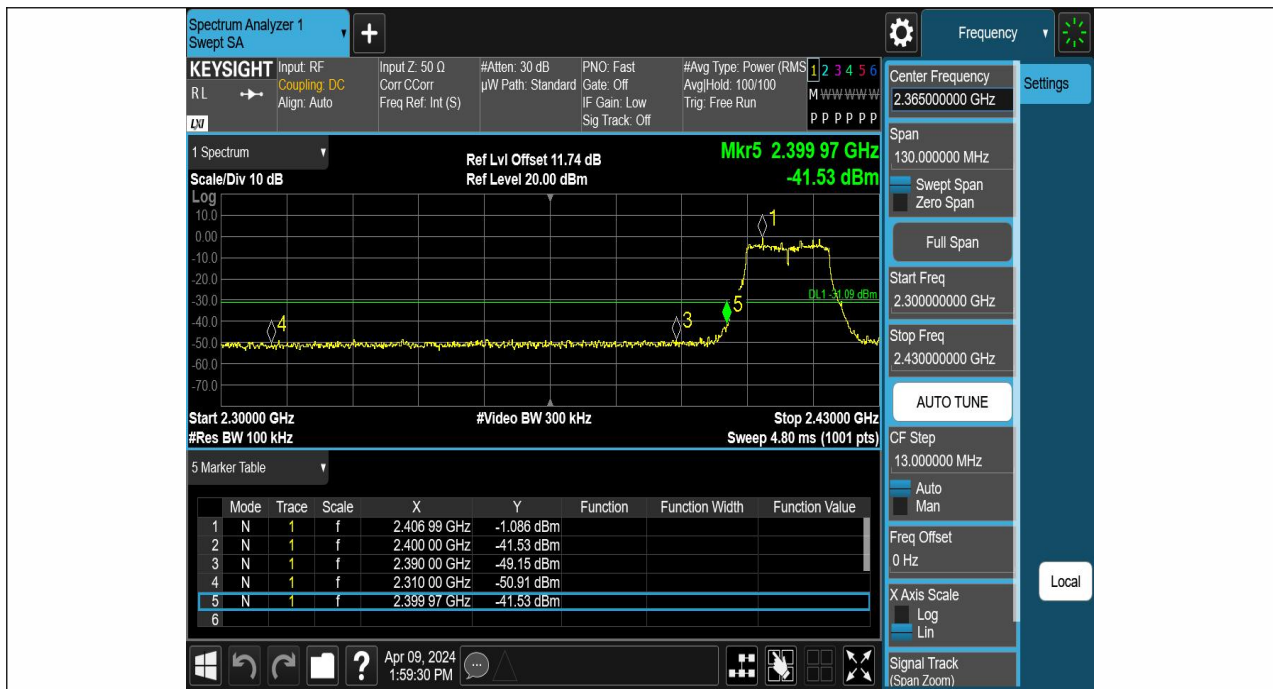 Spectrum Analyzer 1
Swept SA
+
Frequency
KEYSIGHT
RL
LXI
Input: RF
Coupling: DC
Align: Auto
Input Z: 50 Ω
Corr CCorr
Freq Ref: Int (S)
#Atten: 30 dB
µW Path: Standard
PNO: Fast
Gate: Off
IF Gain: Low
Sig Track: Off
#Avg Type: Power (RMS
Avg|Hold: 100/100
Trig: Free Run
1 2 3 4 5 6
M W W W W W
P P P P P P
1 Spectrum
Scale/Div 10 dB
Ref Lvl Offset 11.74 dB
Ref Level 20.00 dBm
Mkr5 2.399 97 GHz
-41.53 dBm
Log
10.0
0.00
-10.0
-20.0
-30.0
-40.0
-50.0
-60.0
-70.0
1
DL1 -31.09 dBm
5
3
4
Start 2.30000 GHz
#Video BW 300 kHz
Stop 2.43000 GHz
#Res BW 100 kHz
Sweep 4.80 ms (1001 pts)
5 Marker Table
Mode Trace Scale X Y Function Function Width Function Value
1 N 1 f 2.406 99 GHz -1.086 dBm
2 N 1 f 2.400 00 GHz -41.53 dBm
3 N 1 f 2.390 00 GHz -49.15 dBm
4 N 1 f 2.310 00 GHz -50.91 dBm
5 N 1 f 2.399 97 GHz -41.53 dBm
6
?
Apr 09, 2024
1:59:30 PM
Center Frequency
2.365000000 GHz
Settings
Span
130.000000 MHz
Swept Span
Zero Span
Full Span
Start Freq
2.300000000 GHz
Stop Freq
2.430000000 GHz
AUTO TUNE
CF Step
13.000000 MHz
Auto
Man
Freq Offset
0 Hz
Local
X Axis Scale
Log
Lin
Signal Track
(Span Zoom)